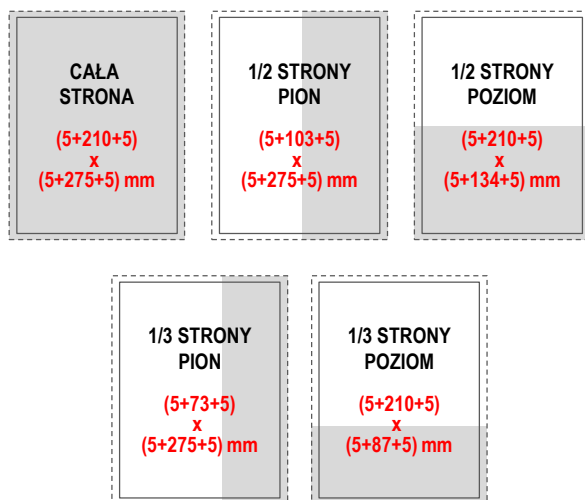 CAŁA
STRONA
(5+210+5)
x
(5+275+5) mm
1/2 STRONY
PION
(5+103+5)
x
(5+275+5) mm
1/2 STRONY
POZIOM
(5+210+5)
x
(5+134+5) mm
1/3 STRONY
PION
(5+73+5)
x
(5+275+5) mm
1/3 STRONY
POZIOM
(5+210+5)
x
(5+87+5) mm